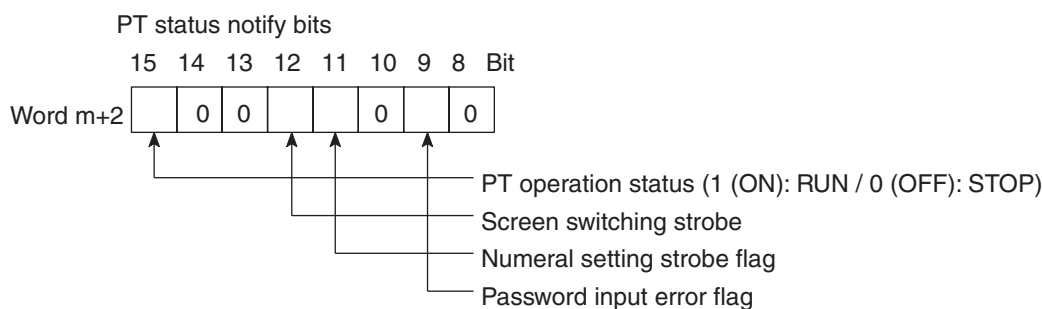 PT status notify bits
15 14 13 12 11 10 9 8 Bit
Word m+2 0 0 0 0
PT operation status (1 (ON): RUN / 0 (OFF): STOP)
Screen switching strobe
Numeral setting strobe flag
Password input error flag